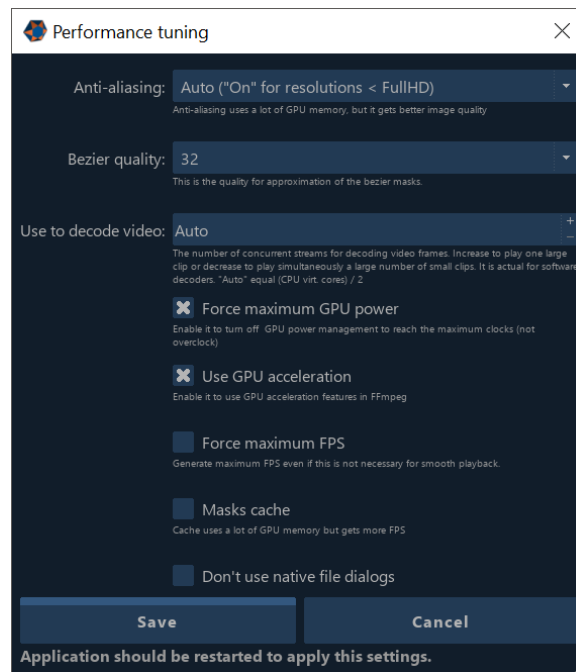 Performance tuning
Anti-aliasing: Auto ("On" for resolutions < FullHD)
Anti-aliasing uses a lot of GPU memory, but it gets better image quality
Bezier quality: 32
This is the quality for approximation of the bezier masks.
Use to decode video: Auto
The number of concurrent streams for decoding video frames. Increase to play one large
clip or decrease to play simultaneously a large number of small clips. It is actual for software
decoders. "Auto" equal (CPU virt. cores) / 2
Force maximum GPU power
Enable it to turn off GPU power management to reach the maximum clocks (not
overclock)
Use GPU acceleration
Enable it to use GPU acceleration features in FFmpeg
Force maximum FPS
Generate maximum FPS even if this is not necessary for smooth playback.
Masks cache
Cache uses a lot of GPU memory but gets more FPS
Don't use native file dialogs
Save Cancel
Application should be restarted to apply this settings.